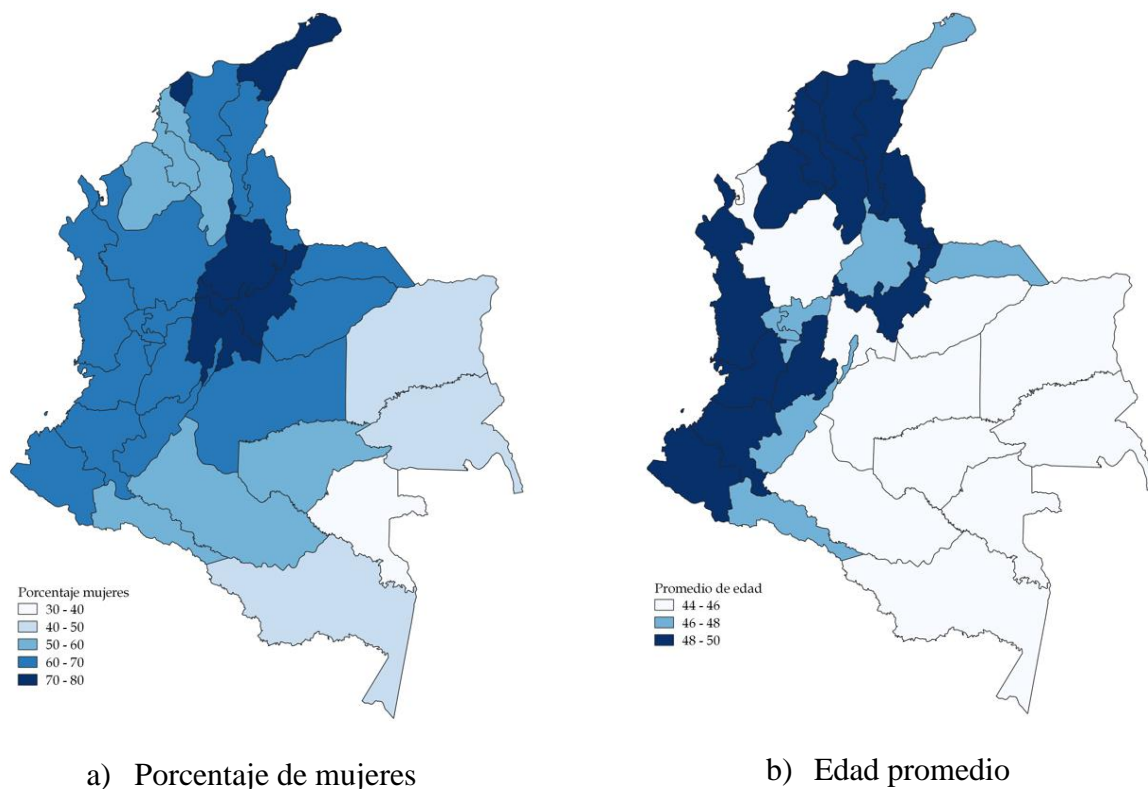 Porcentaje mujeres
30 - 40
40 - 50
50 - 60
60 - 70
70 - 80
Promedio de edad
44 - 46
46 - 48
48 - 50
a) Porcentaje de mujeres
b) Edad promedio